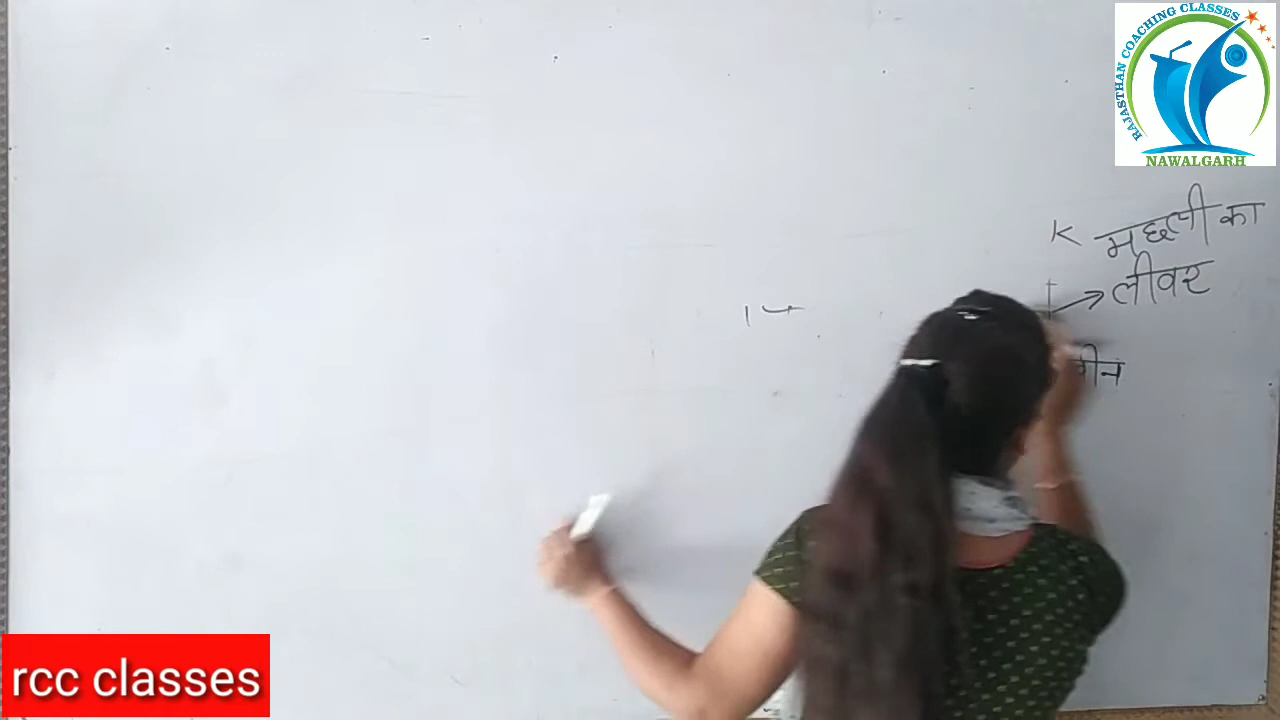 RAJASTHAN COACHING CLASSES
NAWALGARH
K मछली का
लीवर
rcc classes